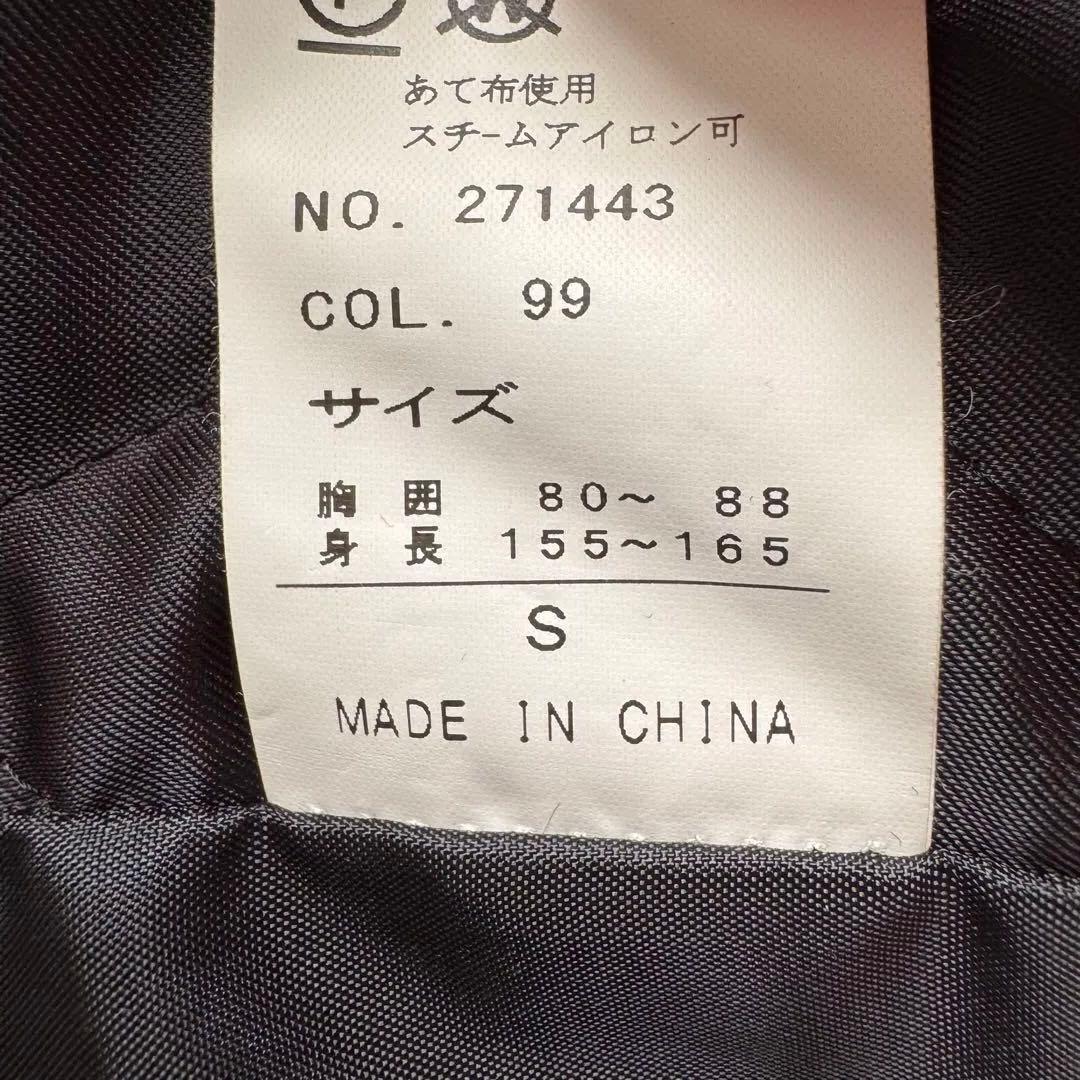 あて布使用
スチームアイロン可
NO. 271443
COL. 99
サイズ
胸 囲 80～ 88
身 長 155～165
S
MADE IN CHINA